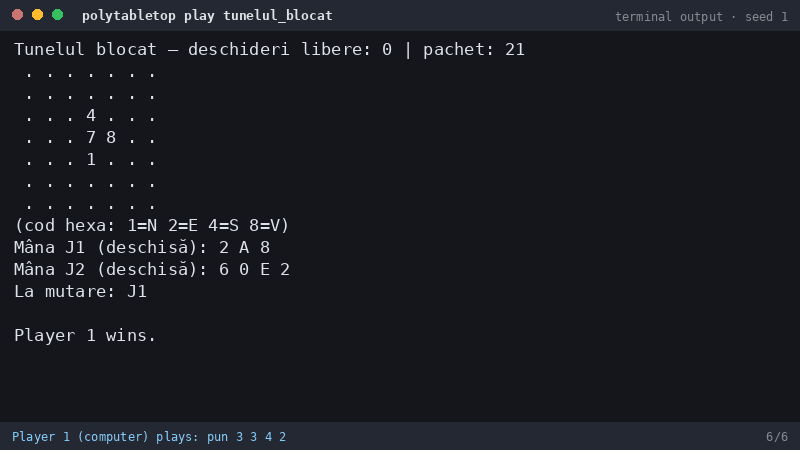 polytabletop play tunelul_blocat
terminal output · seed 1
Tunelul blocat — deschideri libere: 0 | pachet: 21
. . . . . . .
. . . . . . .
. . . 4 . . .
. . . 7 8 . .
. . . 1 . . .
. . . . . . .
. . . . . . .
(cod hexa: 1=N 2=E 4=S 8=V)
Mâna J1 (deschisă): 2 A 8
Mâna J2 (deschisă): 6 0 E 2
La mutare: J1
Player 1 wins.
Player 1 (computer) plays: pun 3 3 4 2
6/6